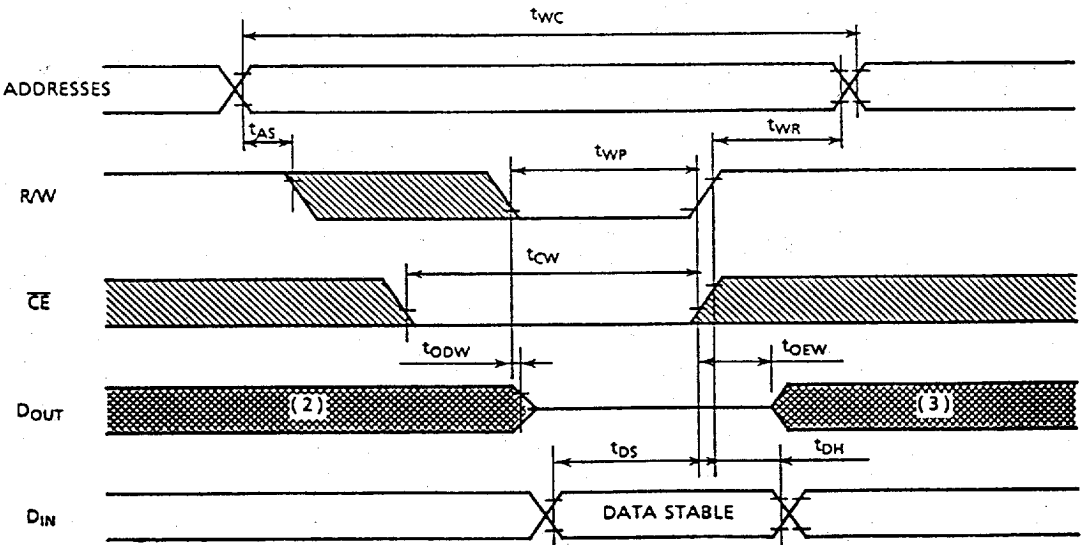 tWC
ADDRESSES
tAS
tWR
tWP
R/W
tCW
CE
tODW
tOEW
DOUT
(2)
(3)
tDS
tDH
DIN
DATA STABLE